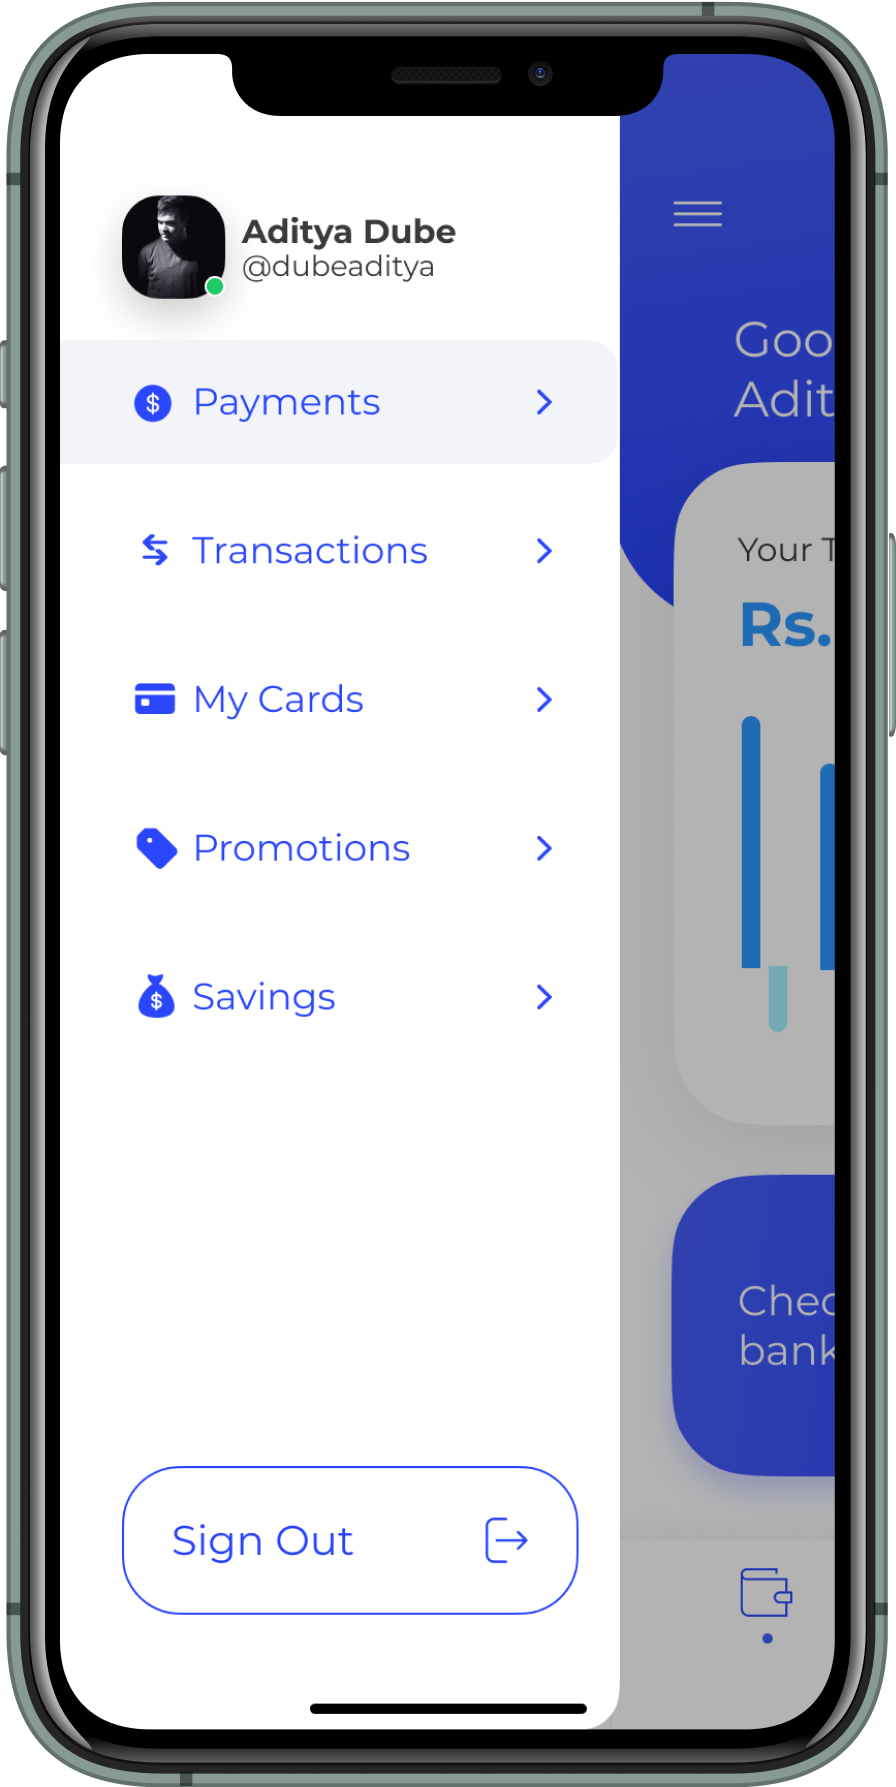 Aditya Dube
@dubeaditya
$ Payments
Transactions
My Cards
Promotions
$ Savings
Sign Out
Goo
Adit
Your T
Rs.
Chec
bank